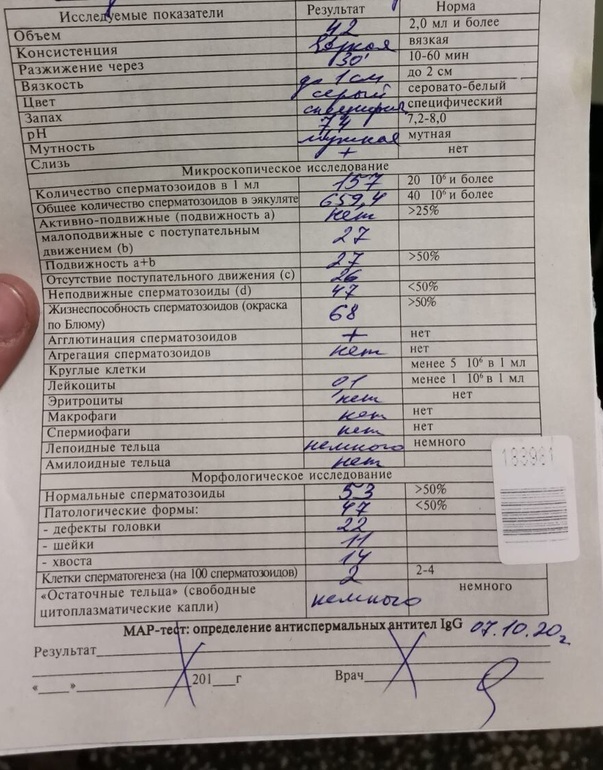 Исследуемые показатели Результат Норма
Объем 4,2 2,0 мл и более
Консистенция вязкая вязкая
Разжижение через 30' 10-60 мин
Вязкость до 1 см до 2 см
Цвет серый серовато-белый
Запах специфический
pH 7,4 7,2-8,0
Мутность мутная мутная
Слизь + нет
Микроскопическое исследование
Количество сперматозоидов в 1 мл 157 20 10⁶ и более
Общее количество сперматозоидов в эякуляте 659,4 40 10⁶ и более
Активно-подвижные (подвижность a) нет >25%
малоподвижные с поступательным
движением (b) 27
Подвижность a+b 27 >50%
Отсутствие поступательного движения (c) 26
Неподвижные сперматозоиды (d) 47 <50%
Жизнеспособность сперматозоидов (окраска
по Блюму) 68 >50%
Агглютинация сперматозоидов + нет
Агрегация сперматозоидов нет нет
Круглые клетки менее 5 10⁶ в 1 мл
Лейкоциты 01 менее 1 10⁶ в 1 мл
Эритроциты нет нет
Макрофаги нет нет
Спермиофаги нет нет
Лепоидные тельца немного немного
Амилоидные тельца нет
Морфологическое исследование
Нормальные сперматозоиды 53 >50%
Патологические формы: 47 <50%
- дефекты головки 22
- шейки 11
- хвоста 14
Клетки сперматогенеза (на 100 сперматозоидов) 2 2-4
«Остаточные тельца» (свободные
цитоплазматические капли) немного немного
183961
МАР-тест: определение антиспермальных антител IgG 07.10.20г
Результат
«___»___ 201___г Врач